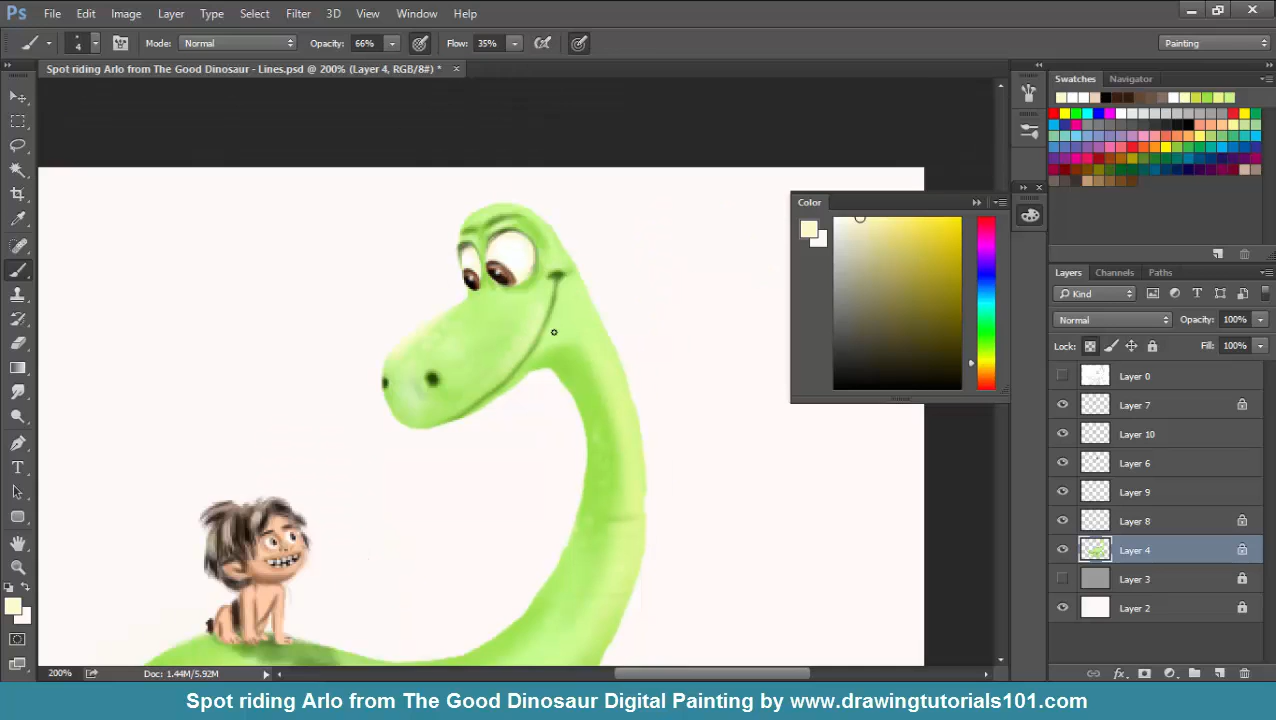 Ps File Edit Image Layer Type Select Filter 3D View Window Help
4 Mode: Normal Opacity: 66% Flow: 35% Painting
Spot riding Arlo from The Good Dinosaur - Lines.psd @ 200% (Layer 4, RGB/8#) *
Swatches Navigator
Color
Layers Channels Paths
Kind
Normal Opacity: 100%
Lock: Fill: 100%
Layer 0
Layer 7
Layer 10
Layer 6
Layer 9
Layer 8
Layer 4
Layer 3
Layer 2
200% Doc: 1.44M/5.92M
Spot riding Arlo from The Good Dinosaur Digital Painting by www.drawingtutorials101.com